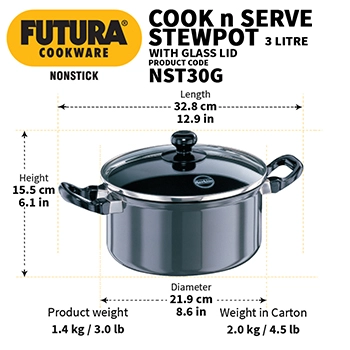 FUTURA®
COOKWARE
NONSTICK
COOK n SERVE
STEWPOT 3 LITRE
WITH GLASS LID
PRODUCT CODE
NST30G
Length
32.8 cm
12.9 in
Height
15.5 cm
6.1 in
Diameter
21.9 cm
8.6 in
Product weight
1.4 kg / 3.0 lb
Weight in Carton
2.0 kg / 4.5 lb